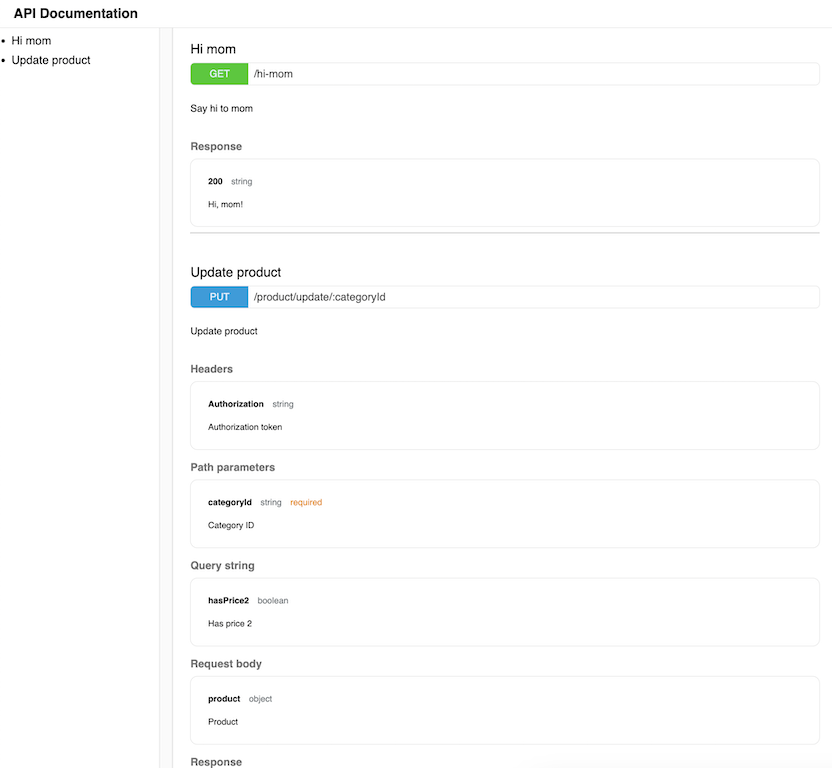 API Documentation
Hi mom
Update product
Hi mom
GET /hi-mom
Say hi to mom
Response
200 string
Hi, mom!
Update product
PUT /product/update/:categoryId
Update product
Headers
Authorization string
Authorization token
Path parameters
categoryId string required
Category ID
Query string
hasPrice2 boolean
Has price 2
Request body
product object
Product
Response